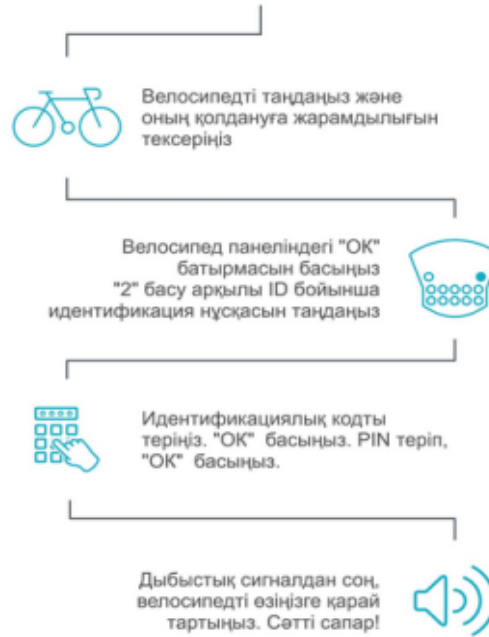 Велосипедті таңдаңыз және
оның қолдануға жарамдылығын
тексеріңіз
Велосипед панеліндегі "ОК"
батырмасын басыңыз
"2" басу арқылы ID бойынша
идентификация нұсқасын таңдаңыз
Идентификациялық кодты
теріңіз. "ОК" басыңыз. PIN теріп,
"ОК" басыңыз.
Дыбыстық сигналдан соң,
велосипедті өзіңізге қарай
тартыңыз. Сәтті сапар!